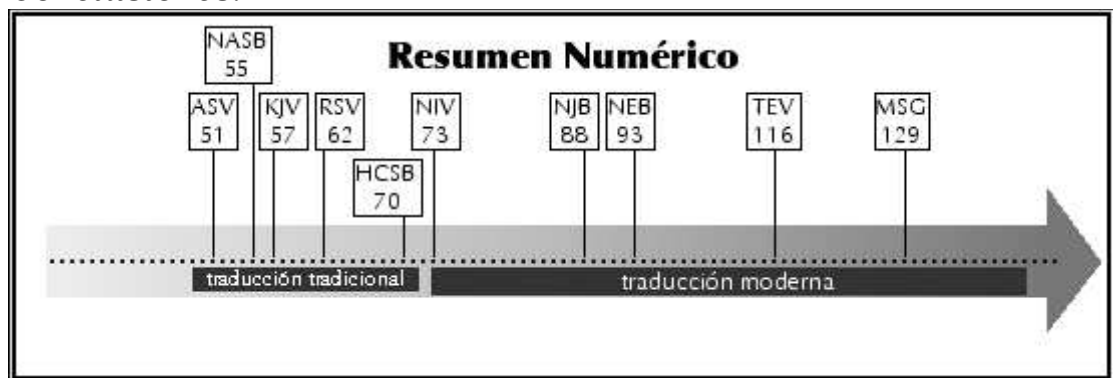 Resumen Numérico
NASB
55
ASV
51
KJV
57
RSV
62
NIV
73
NJB
88
NEB
93
TEV
116
MSG
129
HCSB
70
traducción tradicional
traducción moderna